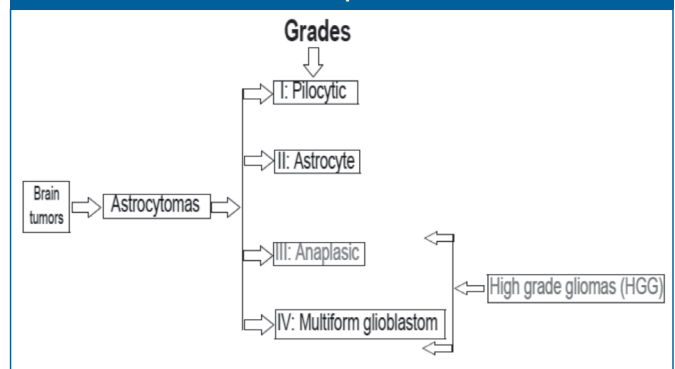 Grades
I: Pilocytic
II: Astrocyte
Brain
tumors
Astrocytomas
III: Anaplasic
High grade gliomas (HGG)
IV: Multiform glioblastom